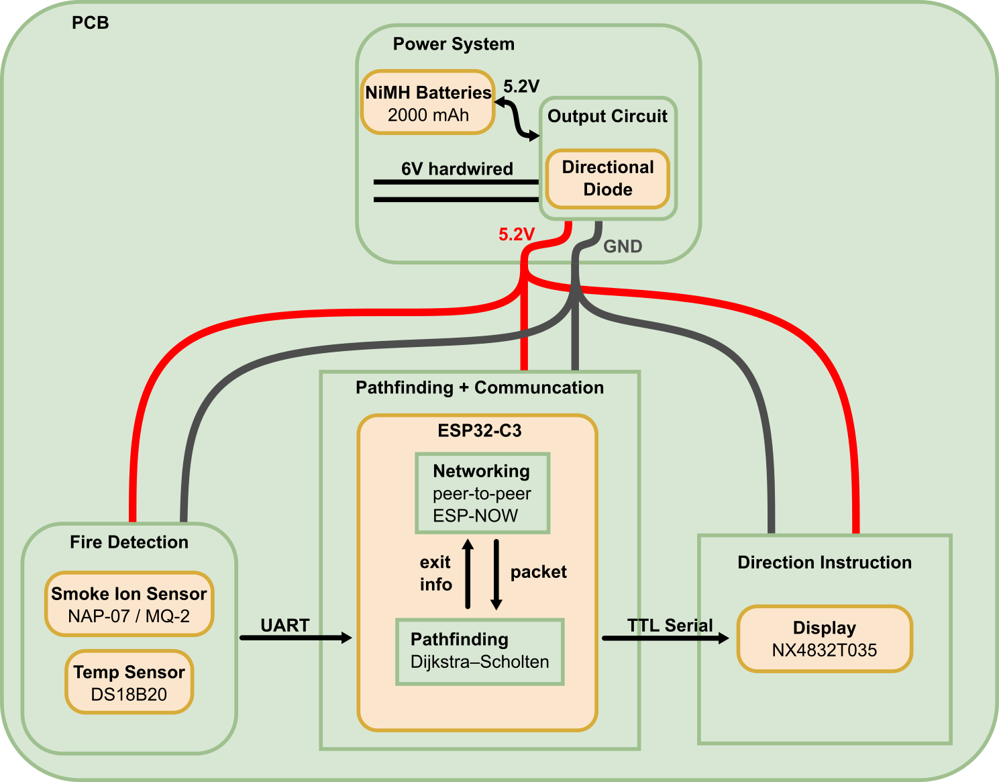 PCB
Power System
NiMH Batteries
2000 mAh
5.2V
Output Circuit
6V hardwired
Directional
Diode
5.2V
GND
Pathfinding + Communcation
ESP32-C3
Networking
peer-to-peer
ESP-NOW
exit
info
packet
Pathfinding
Dijkstra–Scholten
Fire Detection
Smoke Ion Sensor
NAP-07 / MQ-2
Temp Sensor
DS18B20
UART
TTL Serial
Direction Instruction
Display
NX4832T035